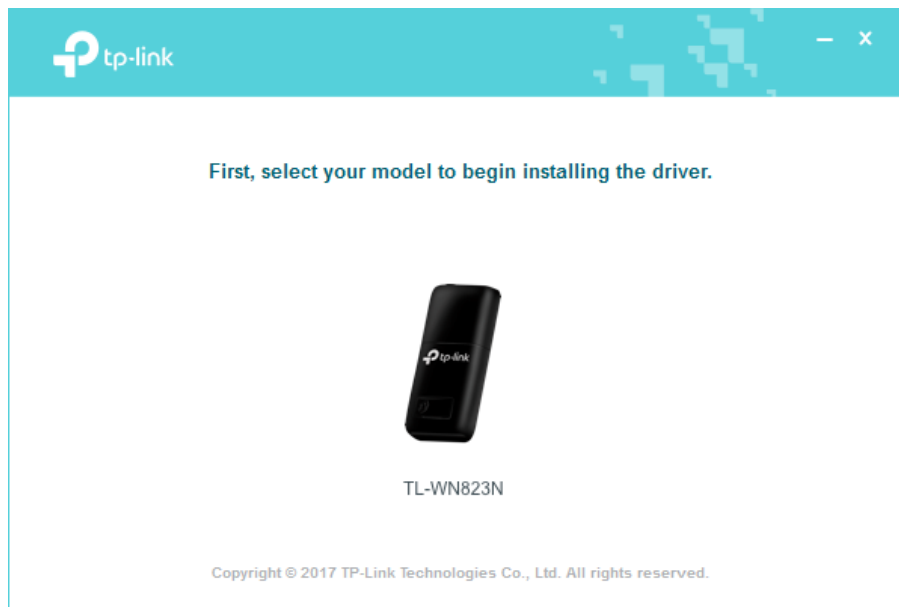 tp-link
First, select your model to begin installing the driver.
tp-link
TL-WN823N
Copyright © 2017 TP-Link Technologies Co., Ltd. All rights reserved.